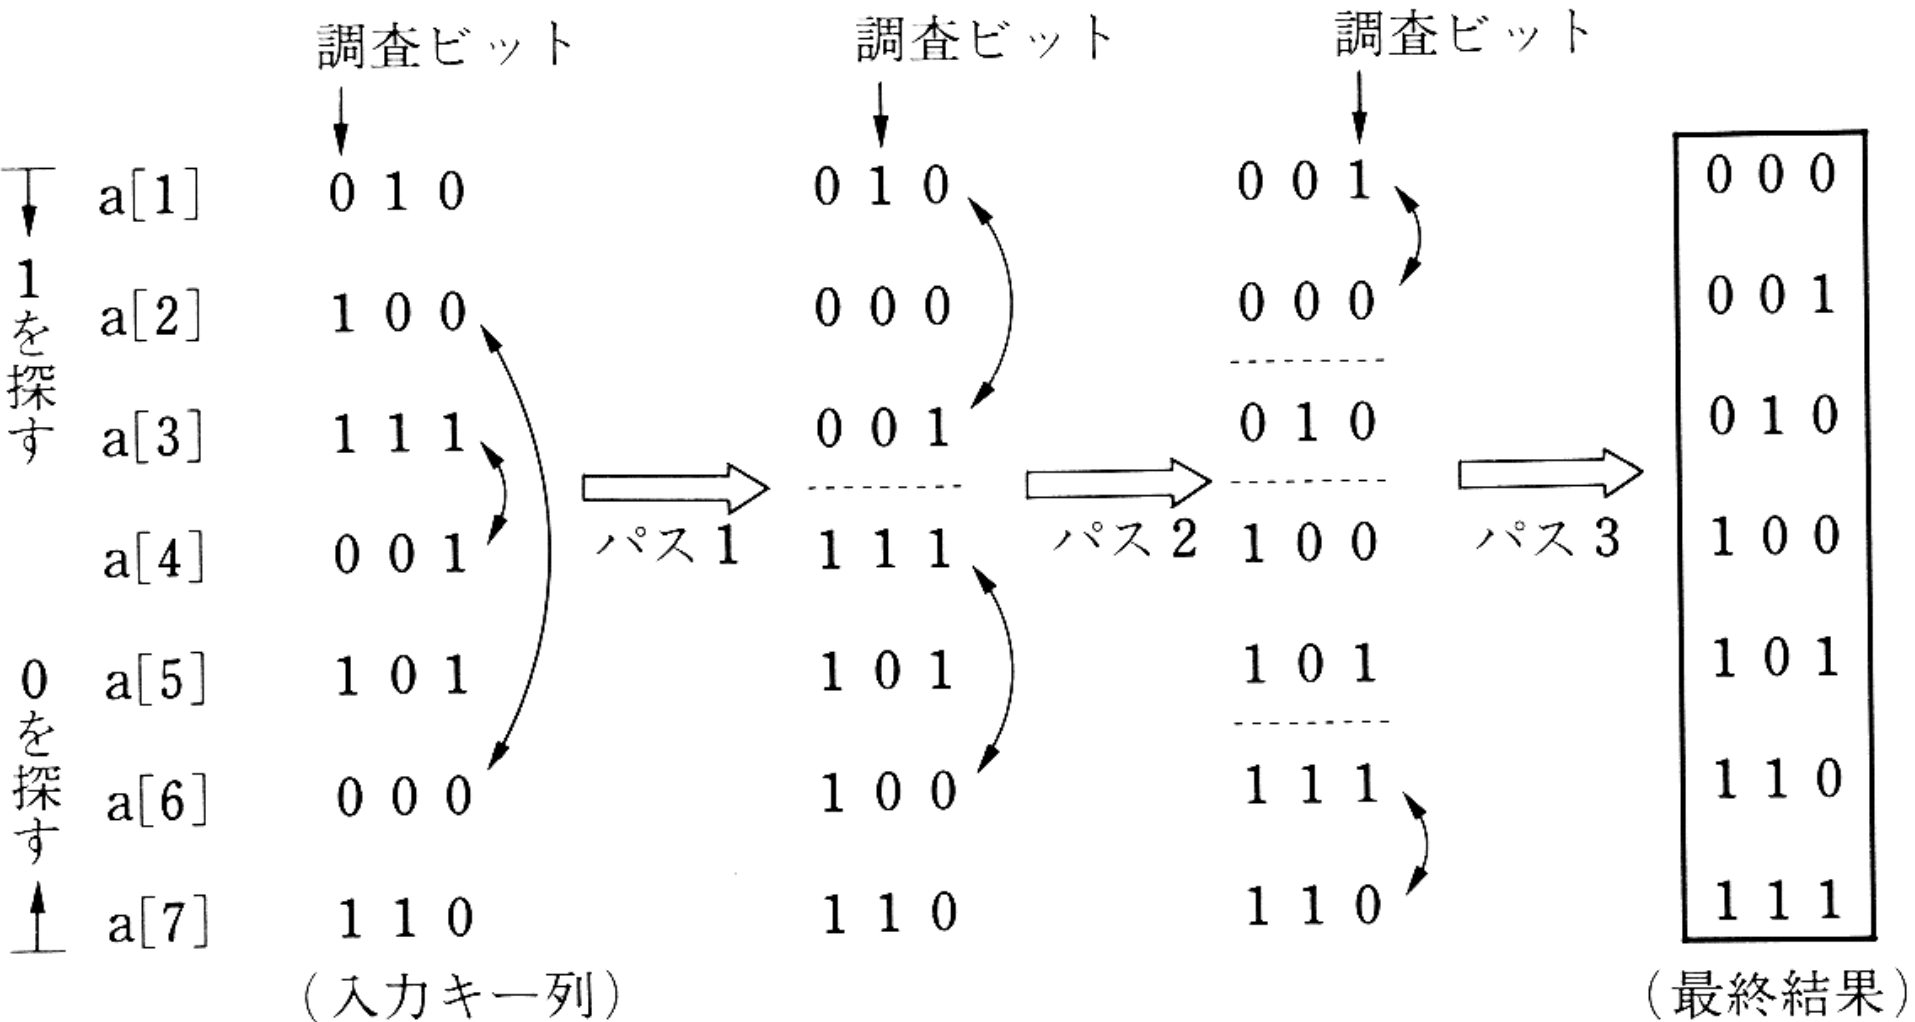 調査ビット 調査ビット 調査ビット
a[1] 0 1 0 0 1 0 0 0 1 0 0 0
a[2] 1 0 0 0 0 0 0 0 0 0 0 1
a[3] 1 1 1 0 0 1 0 1 0 0 1 0
a[4] 0 0 1 1 1 1 1 0 0 1 0 0
a[5] 1 0 1 1 0 1 1 0 1 1 0 1
a[6] 0 0 0 1 0 0 1 1 1 1 1 0
a[7] 1 1 0 1 1 0 1 1 0 1 1 1
1を探す
0を探す
パス1 パス2 パス3
(入力キー列) (最終結果)